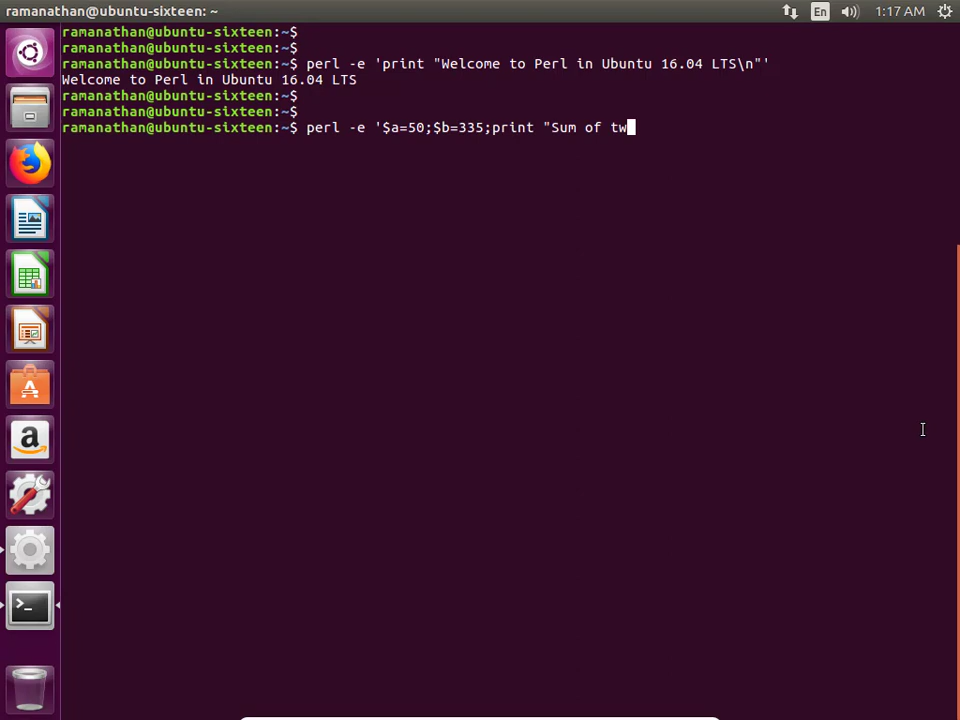 ramanathan@ubuntu-sixteen: ~
En
1:17 AM
ramanathan@ubuntu-sixteen:~$
ramanathan@ubuntu-sixteen:~$
ramanathan@ubuntu-sixteen:~$ perl -e 'print "Welcome to Perl in Ubuntu 16.04 LTS\n"'
Welcome to Perl in Ubuntu 16.04 LTS
ramanathan@ubuntu-sixteen:~$
ramanathan@ubuntu-sixteen:~$
ramanathan@ubuntu-sixteen:~$ perl -e '$a=50;$b=335;print "Sum of tw